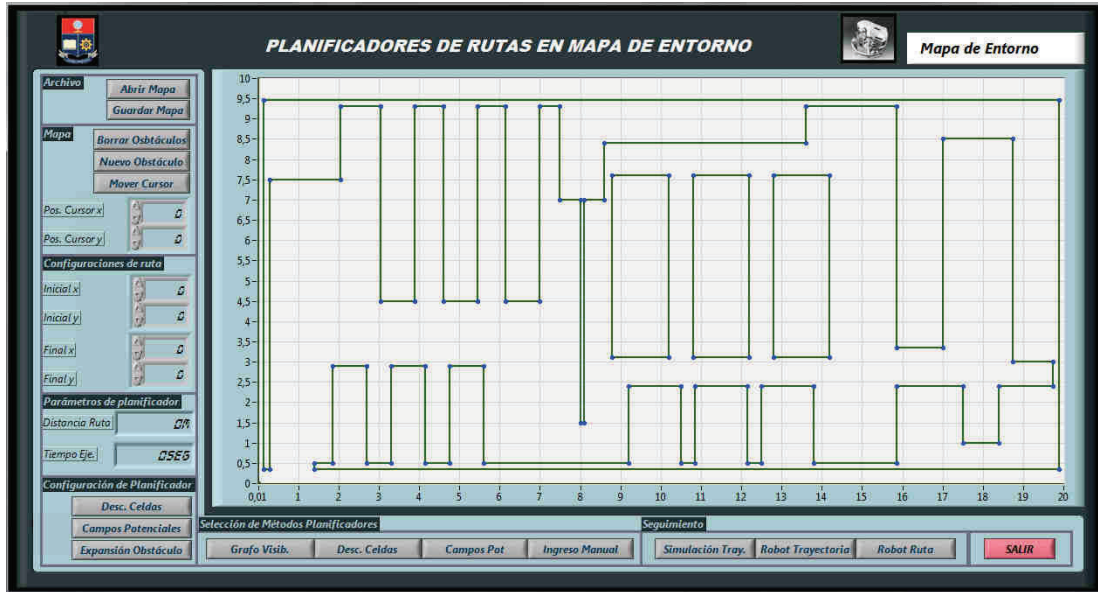 PLANIFICADORES DE RUTAS EN MAPA DE ENTORNO
Mapa de Entorno
Archivo
Abrir Mapa
Guardar Mapa
Mapa
Borrar Osbtáculos
Nuevo Obstáculo
Mover Cursor
Pos. Cursor x
0
Pos. Cursor y
0
Configuraciones de ruta
Inicial x
0
Inicial y
0
Final x
0
Final y
0
Parámetros de planificador
Distancia Ruta
0M
Tiempo Eje.
0SEG
Configuración de Planificador
Desc. Celdas
Campos Potenciales
Expansión Obstáculo
10
9,5
9
8,5
8
7,5
7
6,5
6
5,5
5
4,5
4
3,5
3
2,5
2
1,5
1
0,5
0
0,01 1 2 3 4 5 6 7 8 9 10 11 12 13 14 15 16 17 18 19 20
Selección de Métodos Planificadores
Grafo Visib.
Desc. Celdas
Campos Pot
Ingreso Manual
Seguimiento
Simulación Tray.
Robot Trayectoria
Robot Ruta
SALIR